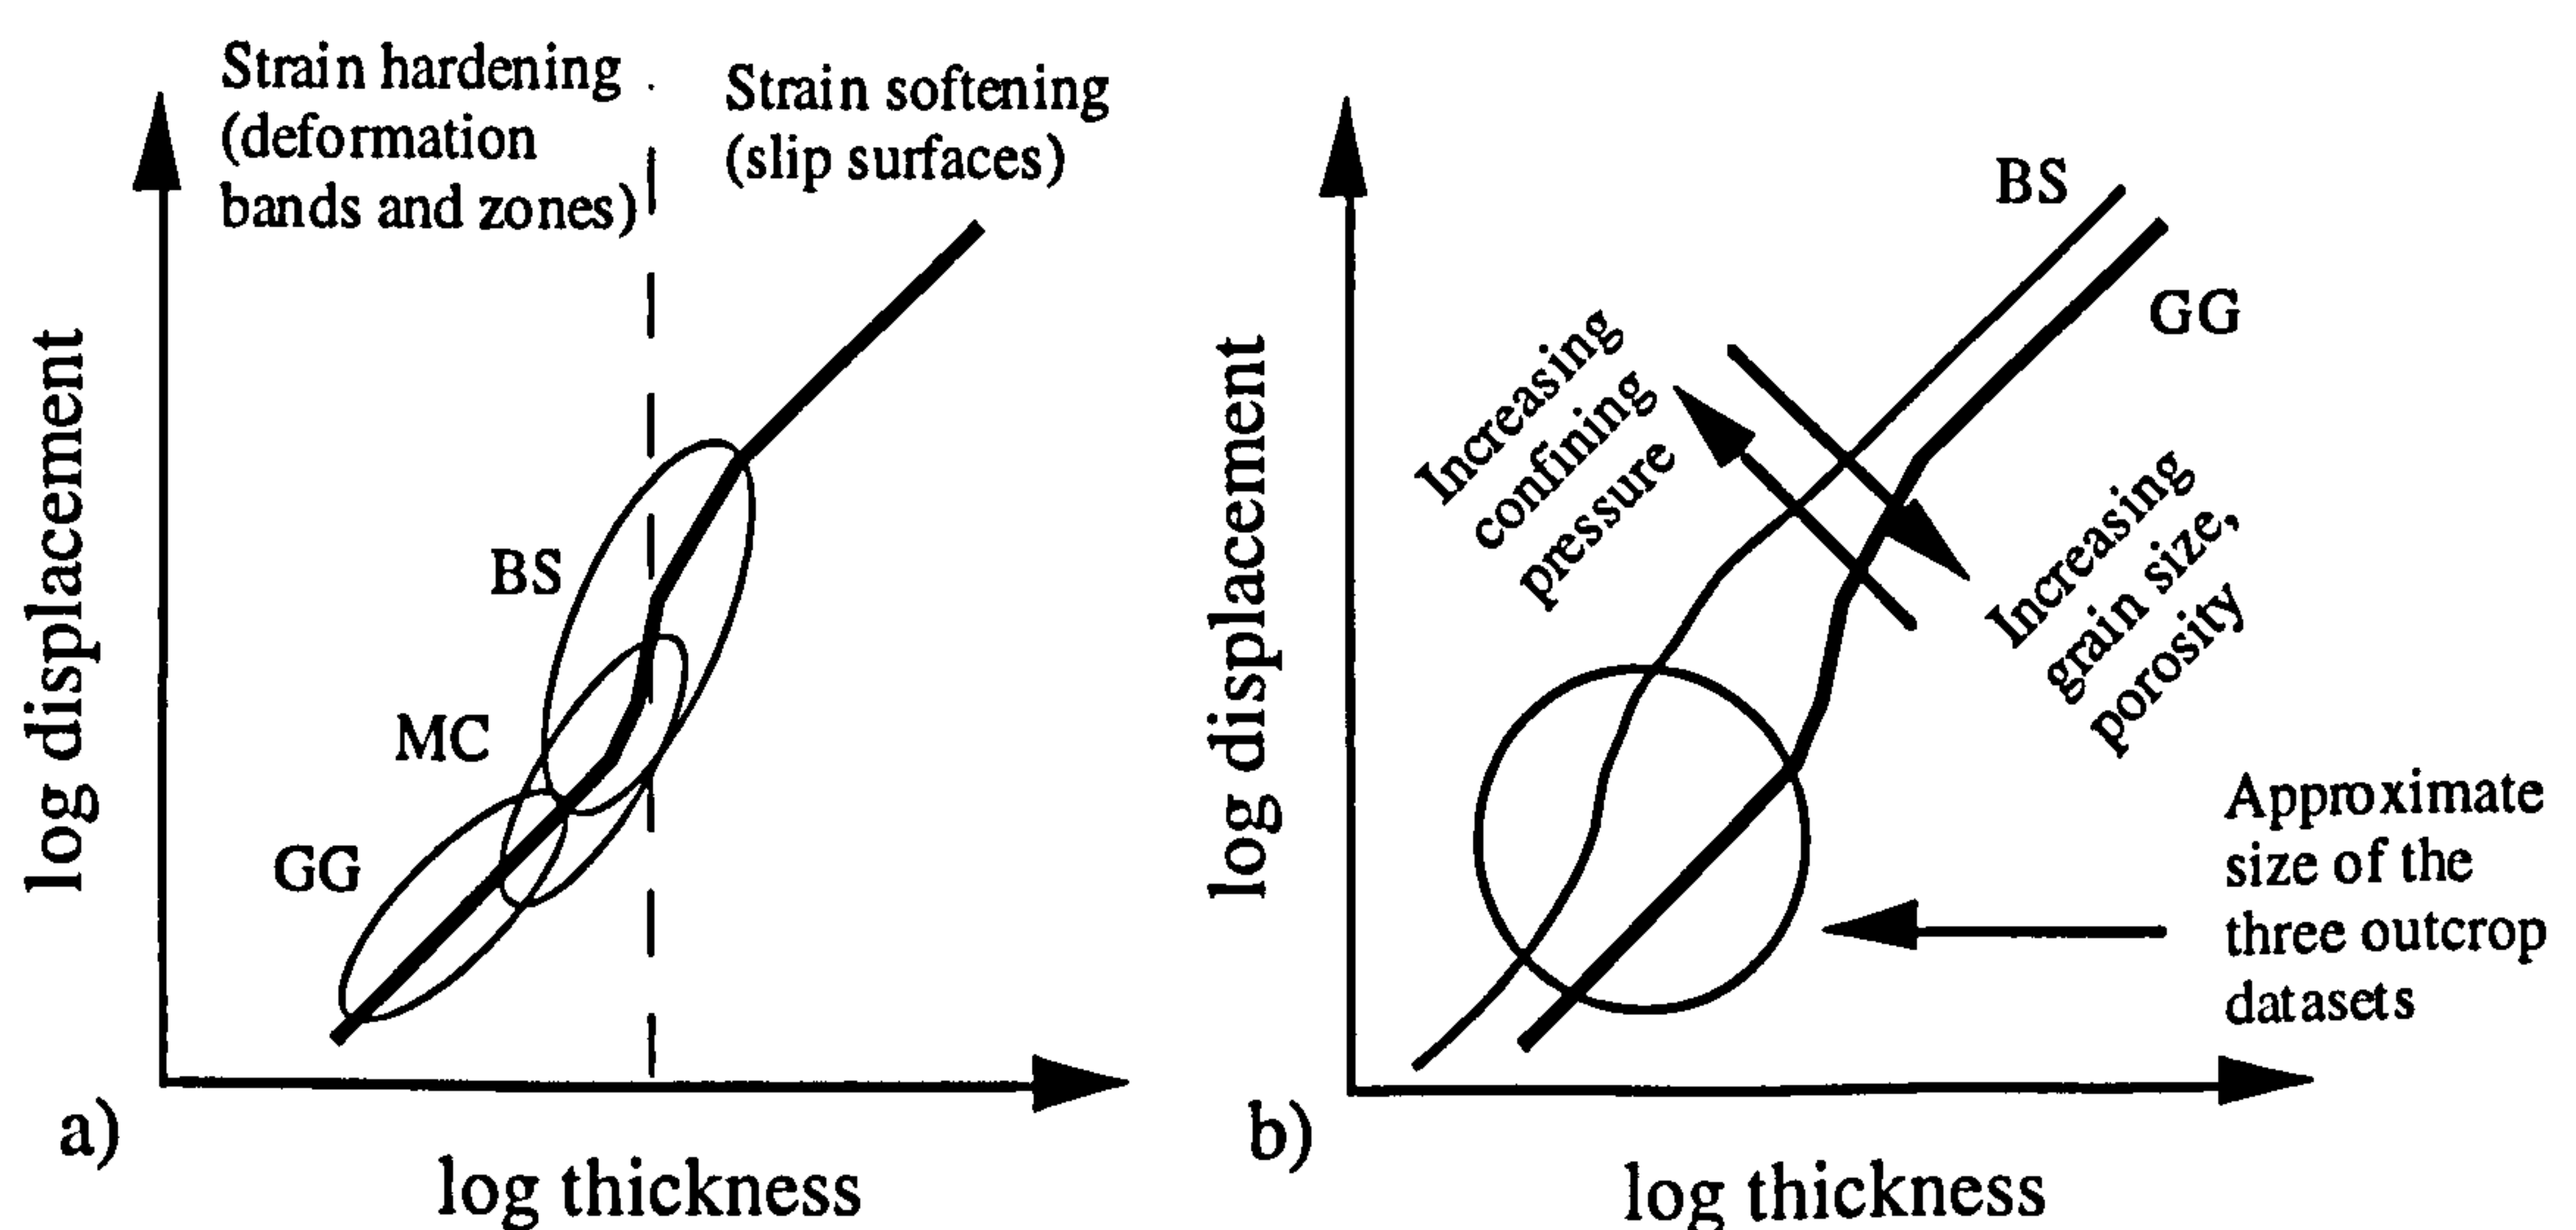 Strain hardening
(deformation
bands and zones)
Strain softening
(slip surfaces)
log displacement
BS
MC
GG
a)
log thickness
BS
GG
Increasing
confining
pressure
Increasing
grain size,
porosity
log displacement
Approximate
size of the
three outcrop
datasets
b)
log thickness